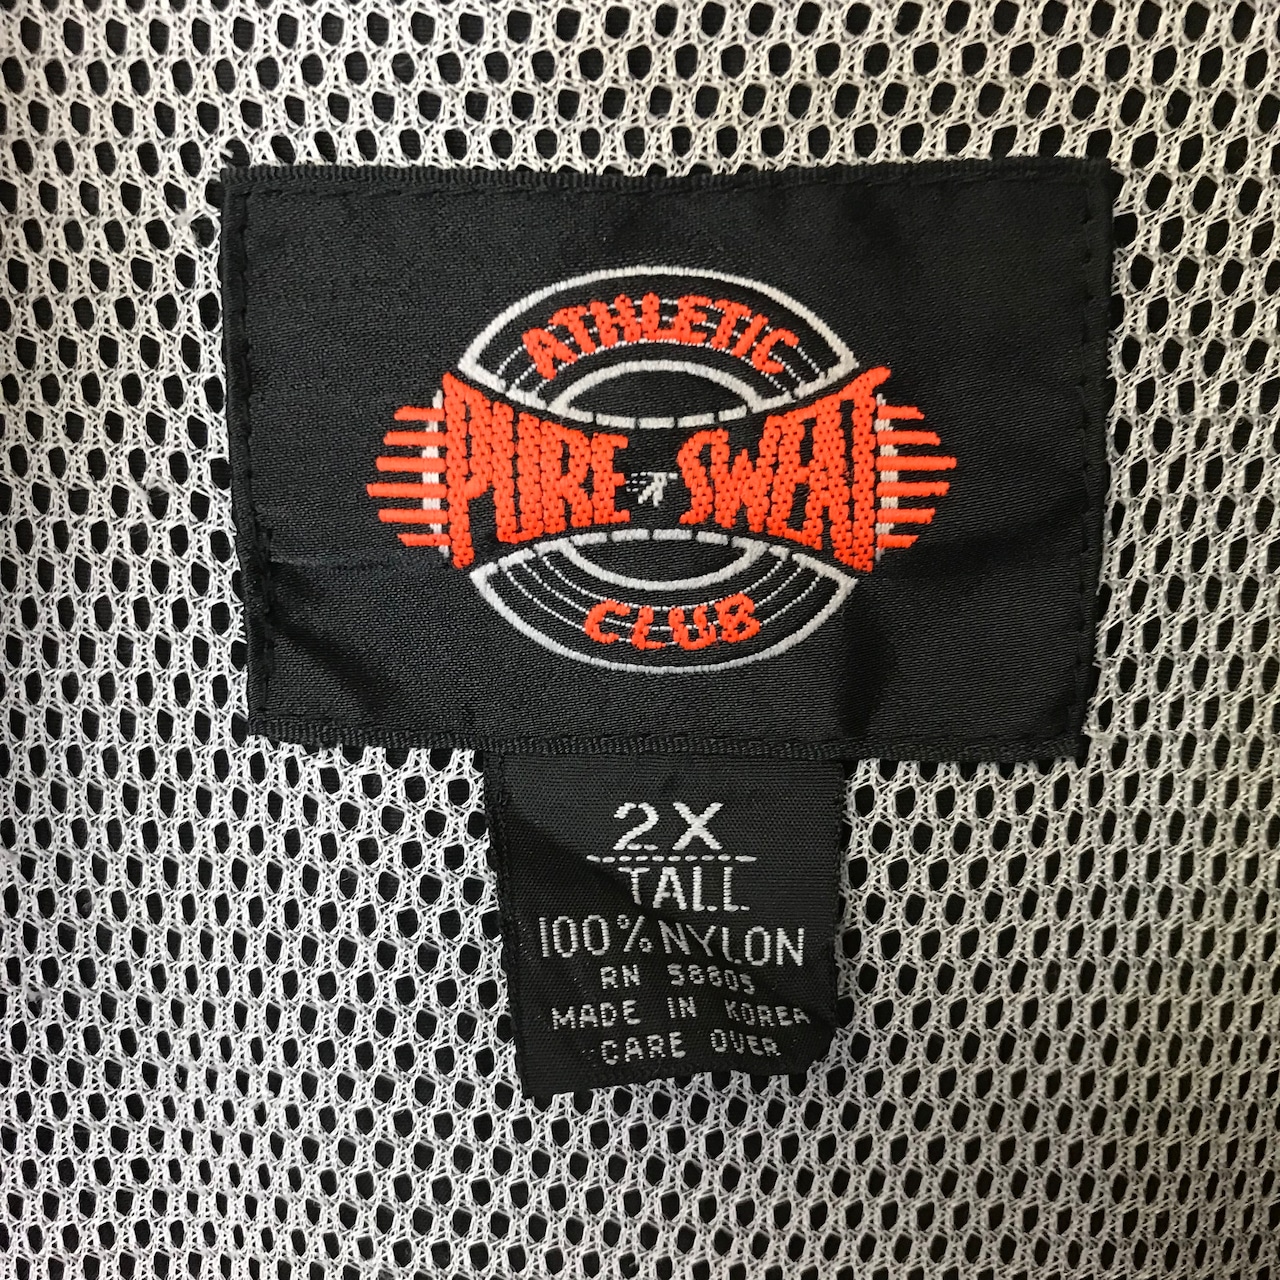 ATHLETIC
PURE SWEAT
CLUB
2X
TALL
100% NYLON
RN 58605
MADE IN KOREA
CARE OVER